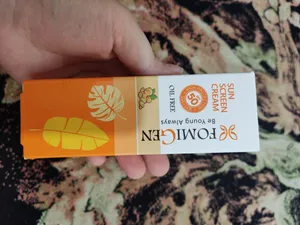 FOMIGEN
Be Young Always
SUN
SCREEN
CREAM
50
OIL FREE